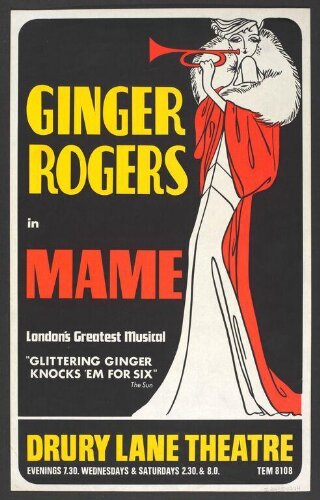 GINGER
ROGERS
in
MAME
London's Greatest Musical
"GLITTERING GINGER
KNOCKS 'EM FOR SIX"
The Sun
DRURY LANE THEATRE
EVENINGS 7.30. WEDNESDAYS & SATURDAYS 2.30. & 8.0. TEM 8108